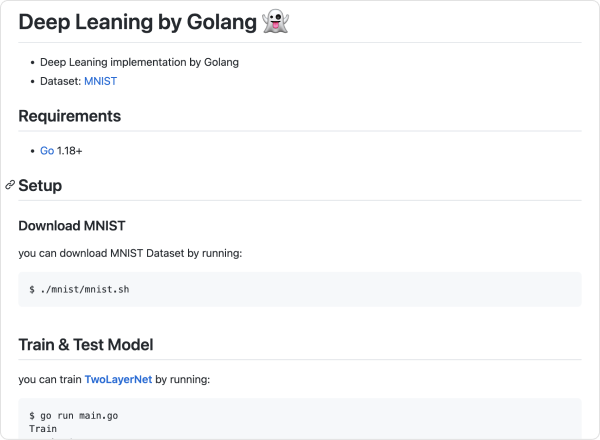 Deep Leaning by Golang 👻
• Deep Leaning implementation by Golang
• Dataset: MNIST
Requirements
• Go 1.18+
Setup
Download MNIST
you can download MNIST Dataset by running:
$ ./mnist/mnist.sh
Train & Test Model
you can train TwoLayerNet by running:
$ go run main.go
Train